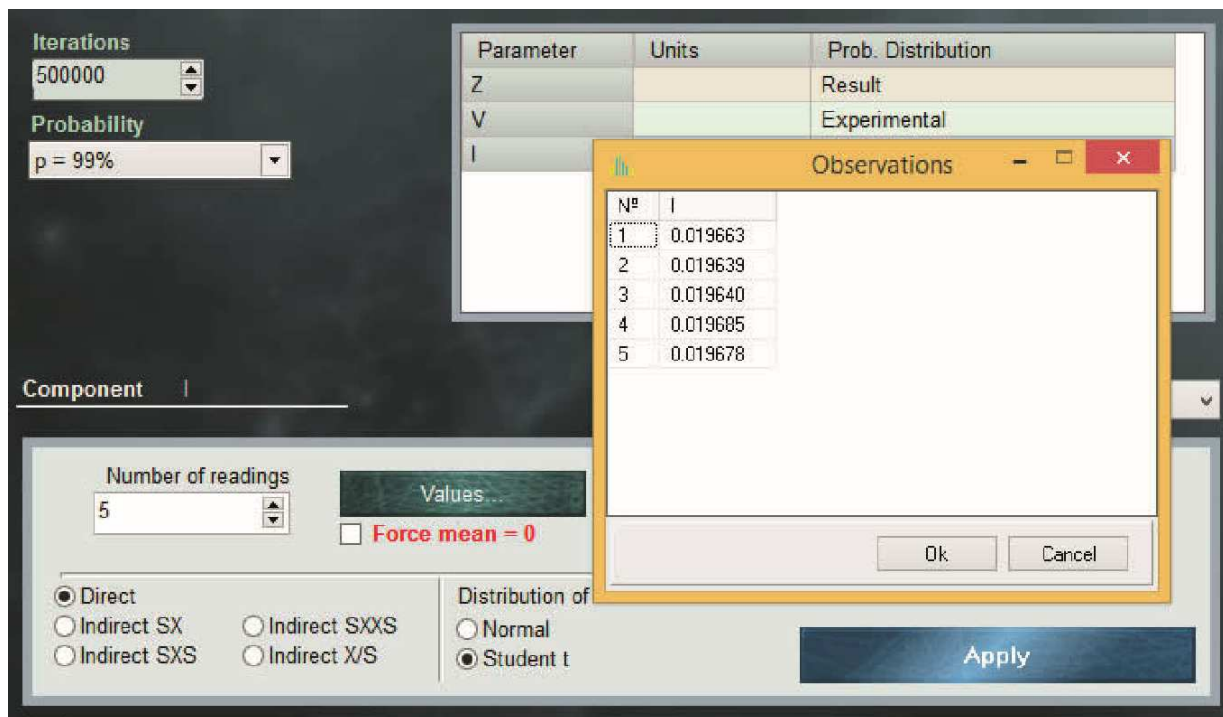 Iterations
500000
Probability
p = 99%
Parameter Units Prob. Distribution
Z Result
V Experimental
I
Observations
Nº I
1 0.019663
2 0.019639
3 0.019640
4 0.019685
5 0.019678
Ok Cancel
Component I
Number of readings
5
Values...
Force mean = 0
Direct
Indirect SX Indirect SXXS
Indirect SXS Indirect X/S
Distribution of
Normal
Student t
Apply